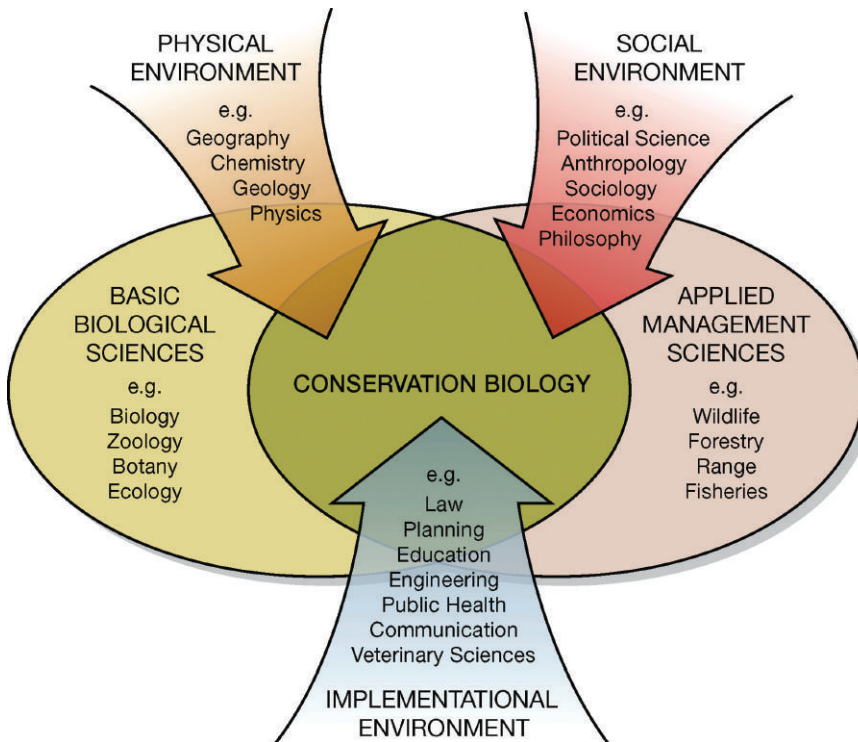 PHYSICAL
ENVIRONMENT
e.g.
Geography
Chemistry
Geology
Physics
SOCIAL
ENVIRONMENT
e.g.
Political Science
Anthropology
Sociology
Economics
Philosophy
BASIC
BIOLOGICAL
SCIENCES
e.g.
Biology
Zoology
Botany
Ecology
CONSERVATION BIOLOGY
APPLIED
MANAGEMENT
SCIENCES
e.g.
Wildlife
Forestry
Range
Fisheries
e.g.
Law
Planning
Education
Engineering
Public Health
Communication
Veterinary Sciences
IMPLEMENTATIONAL
ENVIRONMENT